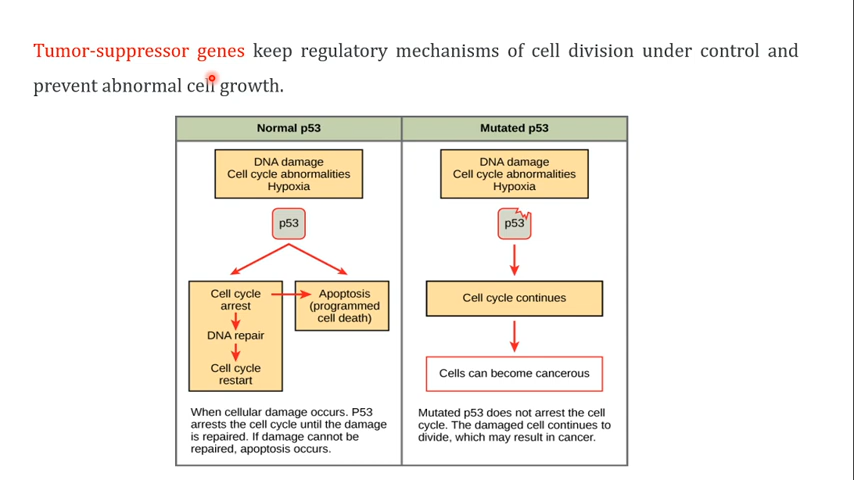 Tumor-suppressor genes keep regulatory mechanisms of cell division under control and
prevent abnormal cell growth.
Normal p53
DNA damage
Cell cycle abnormalities
Hypoxia
p53
Cell cycle
arrest
DNA repair
Cell cycle
restart
Apoptosis
(programmed
cell death)
When cellular damage occurs. P53
arrests the cell cycle until the damage
is repaired. If damage cannot be
repaired, apoptosis occurs.
Mutated p53
DNA damage
Cell cycle abnormalities
Hypoxia
p53
Cell cycle continues
Cells can become cancerous
Mutated p53 does not arrest the cell
cycle. The damaged cell continues to
divide, which may result in cancer.